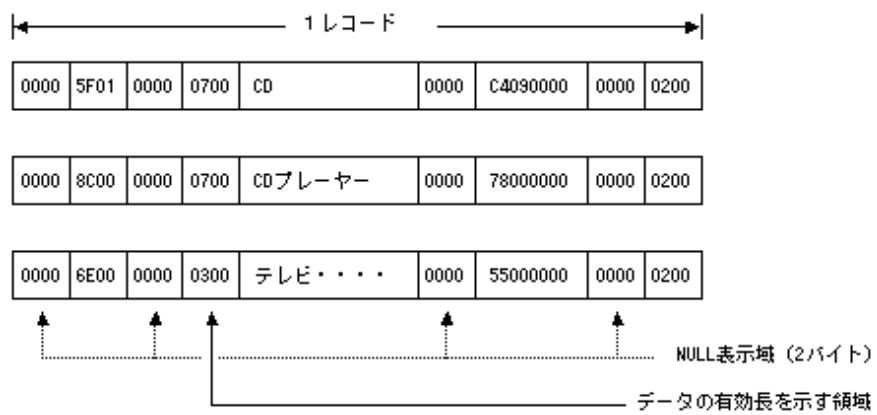 1レコード
0000 5F01 0000 0700 CD 0000 C4090000 0000 0200
0000 8C00 0000 0700 CDプレーヤー 0000 78000000 0000 0200
0000 6E00 0000 0300 テレビ・・・・ 0000 55000000 0000 0200
NULL表示域(2バイト)
データの有効長を示す領域